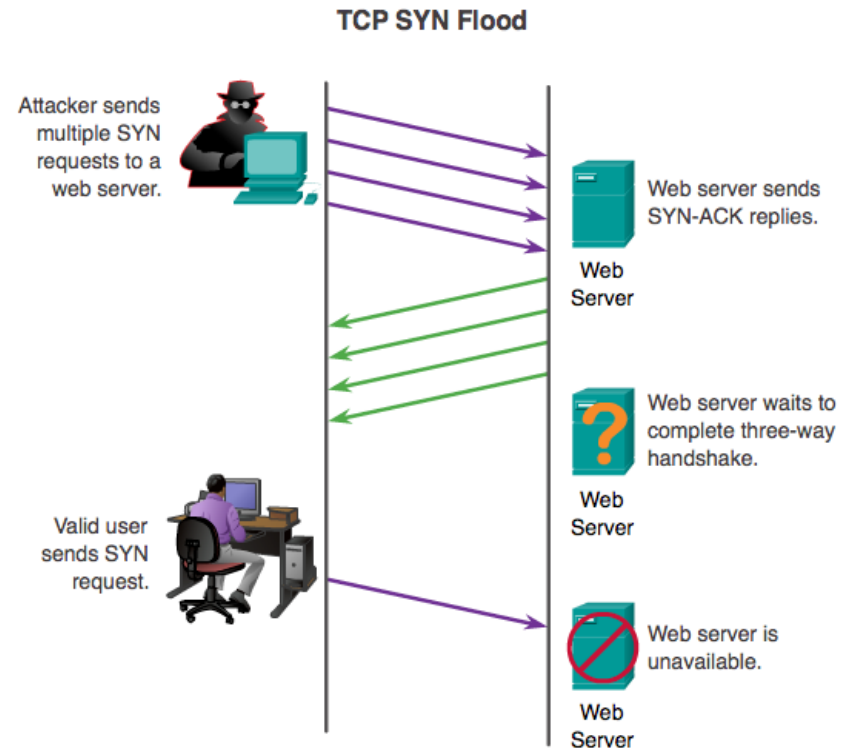 TCP SYN Flood
Attacker sends
multiple SYN
requests to a
web server.
Web server sends
SYN-ACK replies.
Web
Server
Web server waits to
complete three-way
handshake.
Web
Server
Valid user
sends SYN
request.
Web server is
unavailable.
Web
Server